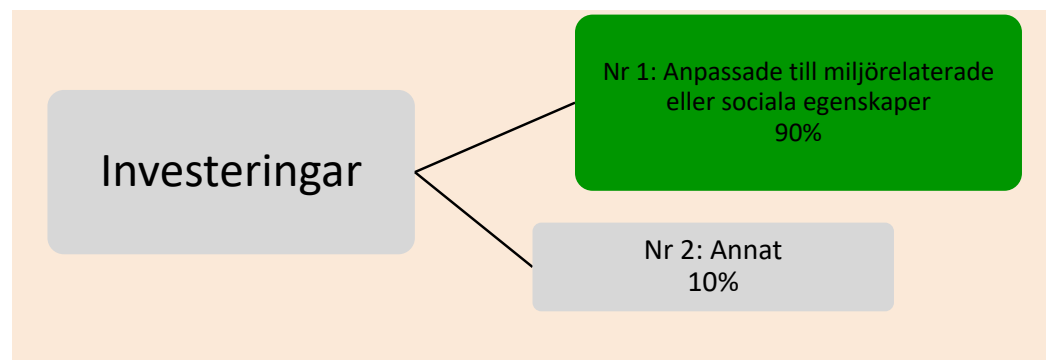 Investeringar
Nr 1: Anpassade till miljörelaterade
eller sociala egenskaper
90%
Nr 2: Annat
10%